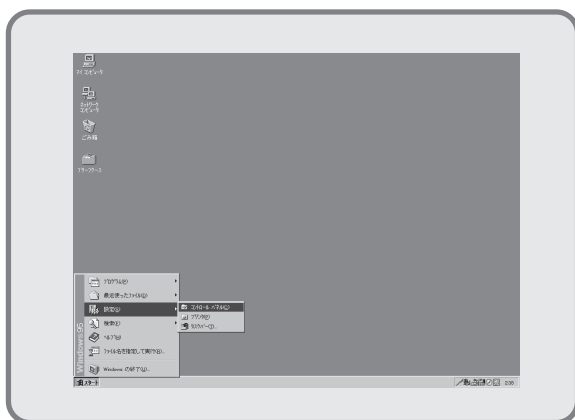 マイ コンピュータ
ネットワーク
コンピュータ
ごみ箱
ブリーフケース
プログラム(P)
最近使ったファイル(D)
設定(S)
検索(F)
ヘルプ(H)
ファイル名を指定して実行(R)...
Windows の終了(U)...
Windows95
コントロール パネル(C)
プリンタ(P)
タスクバー(T)...
スタート